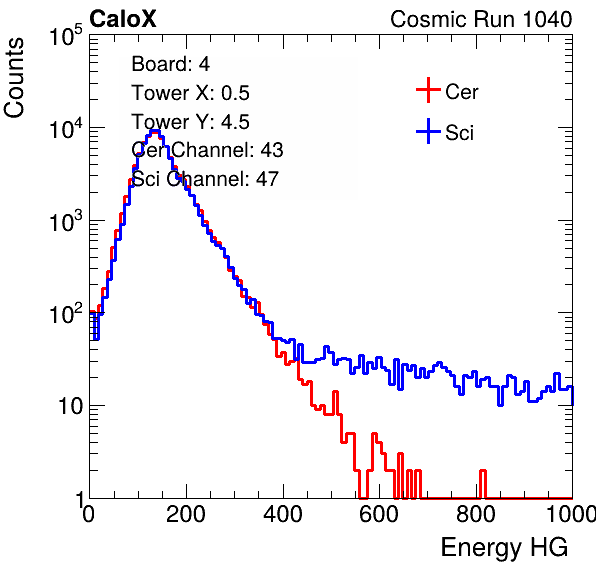 CaloX Cosmic Run 1040
Counts
10^5
10^4
10^3
10^2
10
1
Board: 4
Tower X: 0.5
Tower Y: 4.5
Cer Channel: 43
Sci Channel: 47
Cer
Sci
0 200 400 600 800 1000
Energy HG